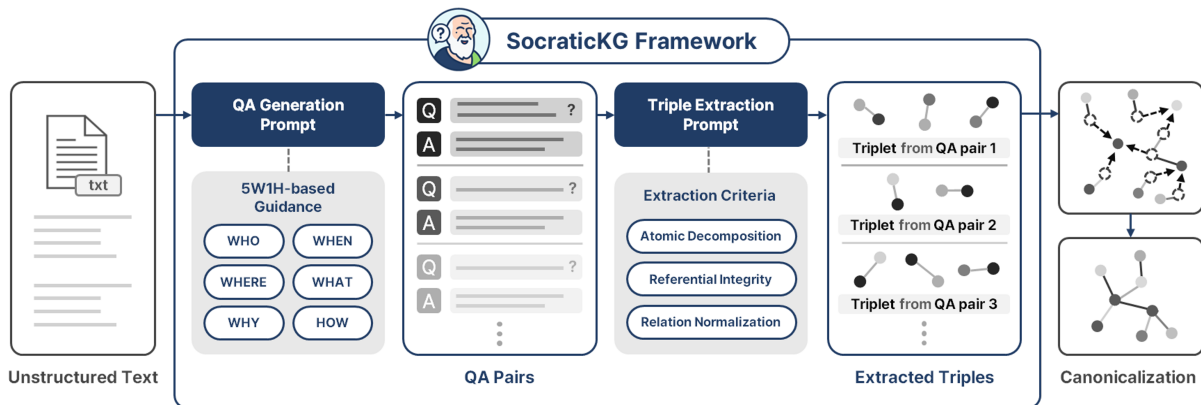 SocraticKG Framework
?
txt
Unstructured Text
QA Generation
Prompt
5W1H-based
Guidance
WHO
WHEN
WHERE
WHAT
WHY
HOW
Q
?
A
Q
?
A
Q
?
A
QA Pairs
Triple Extraction
Prompt
Extraction Criteria
Atomic Decomposition
Referential Integrity
Relation Normalization
Triplet from QA pair 1
Triplet from QA pair 2
Triplet from QA pair 3
Extracted Triples
Canonicalization